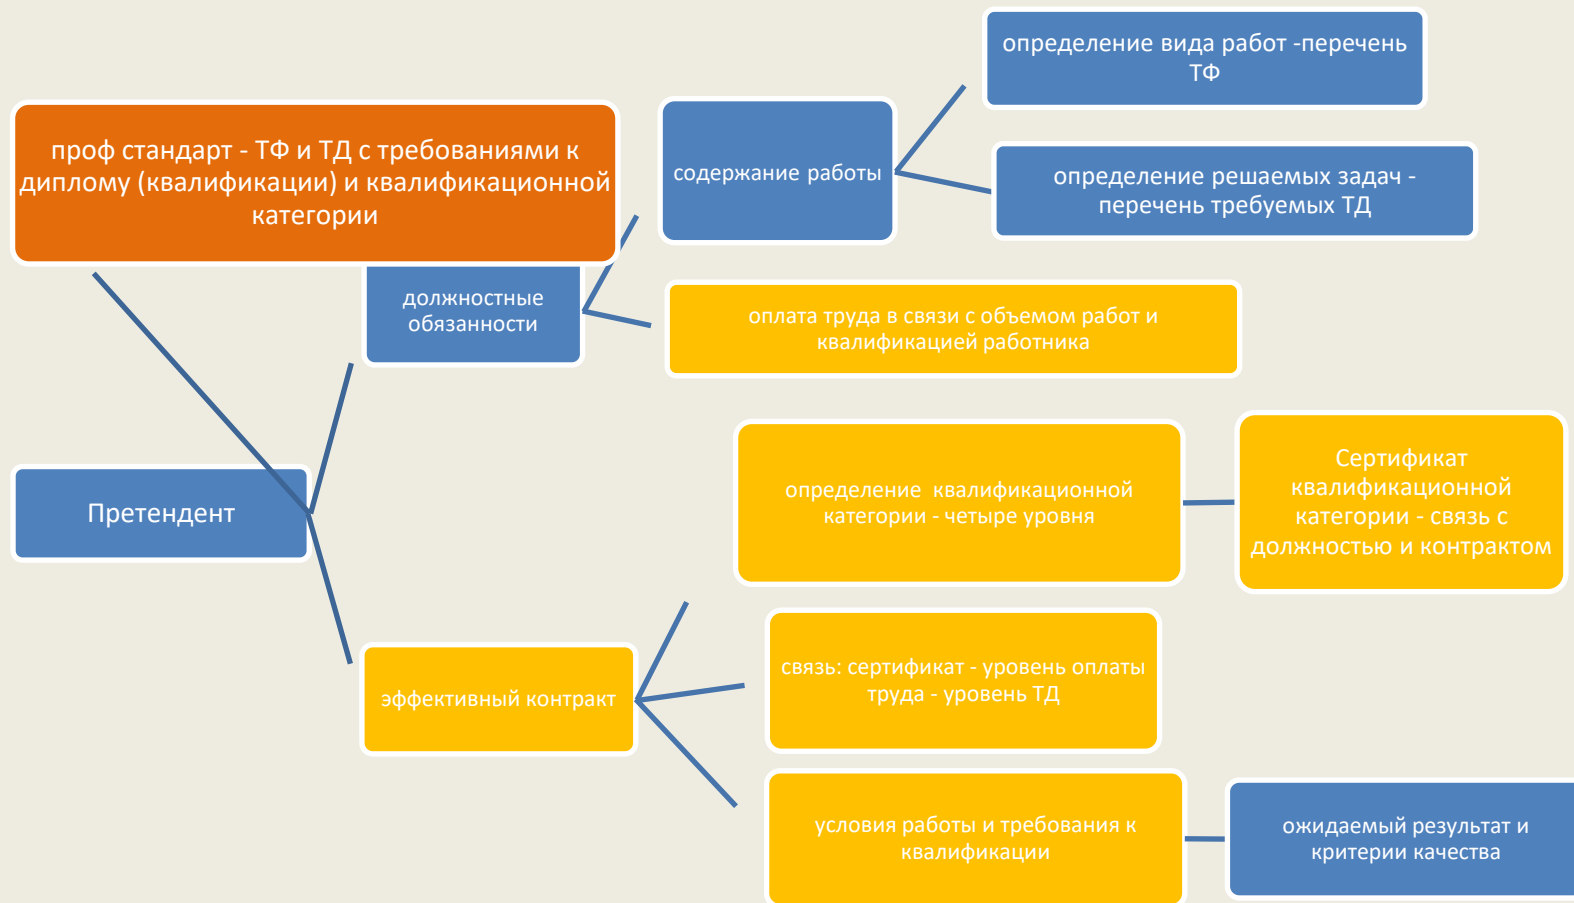 определение вида работ -перечень
ТФ
проф стандарт - ТФ и ТД с требованиями к
диплому (квалификации) и квалификационной
категории
содержание работы
определение решаемых задач -
перечень требуемых ТД
должностные
обязанности
оплата труда в связи с объемом работ и
квалификацией работника
Претендент
определение квалификационной
категории - четыре уровня
Сертификат
квалификационной
категории - связь с
должностью и контрактом
эффективный контракт
связь: сертификат - уровень оплаты
труда - уровень ТД
условия работы и требования к
квалификации
ожидаемый результат и
критерии качества